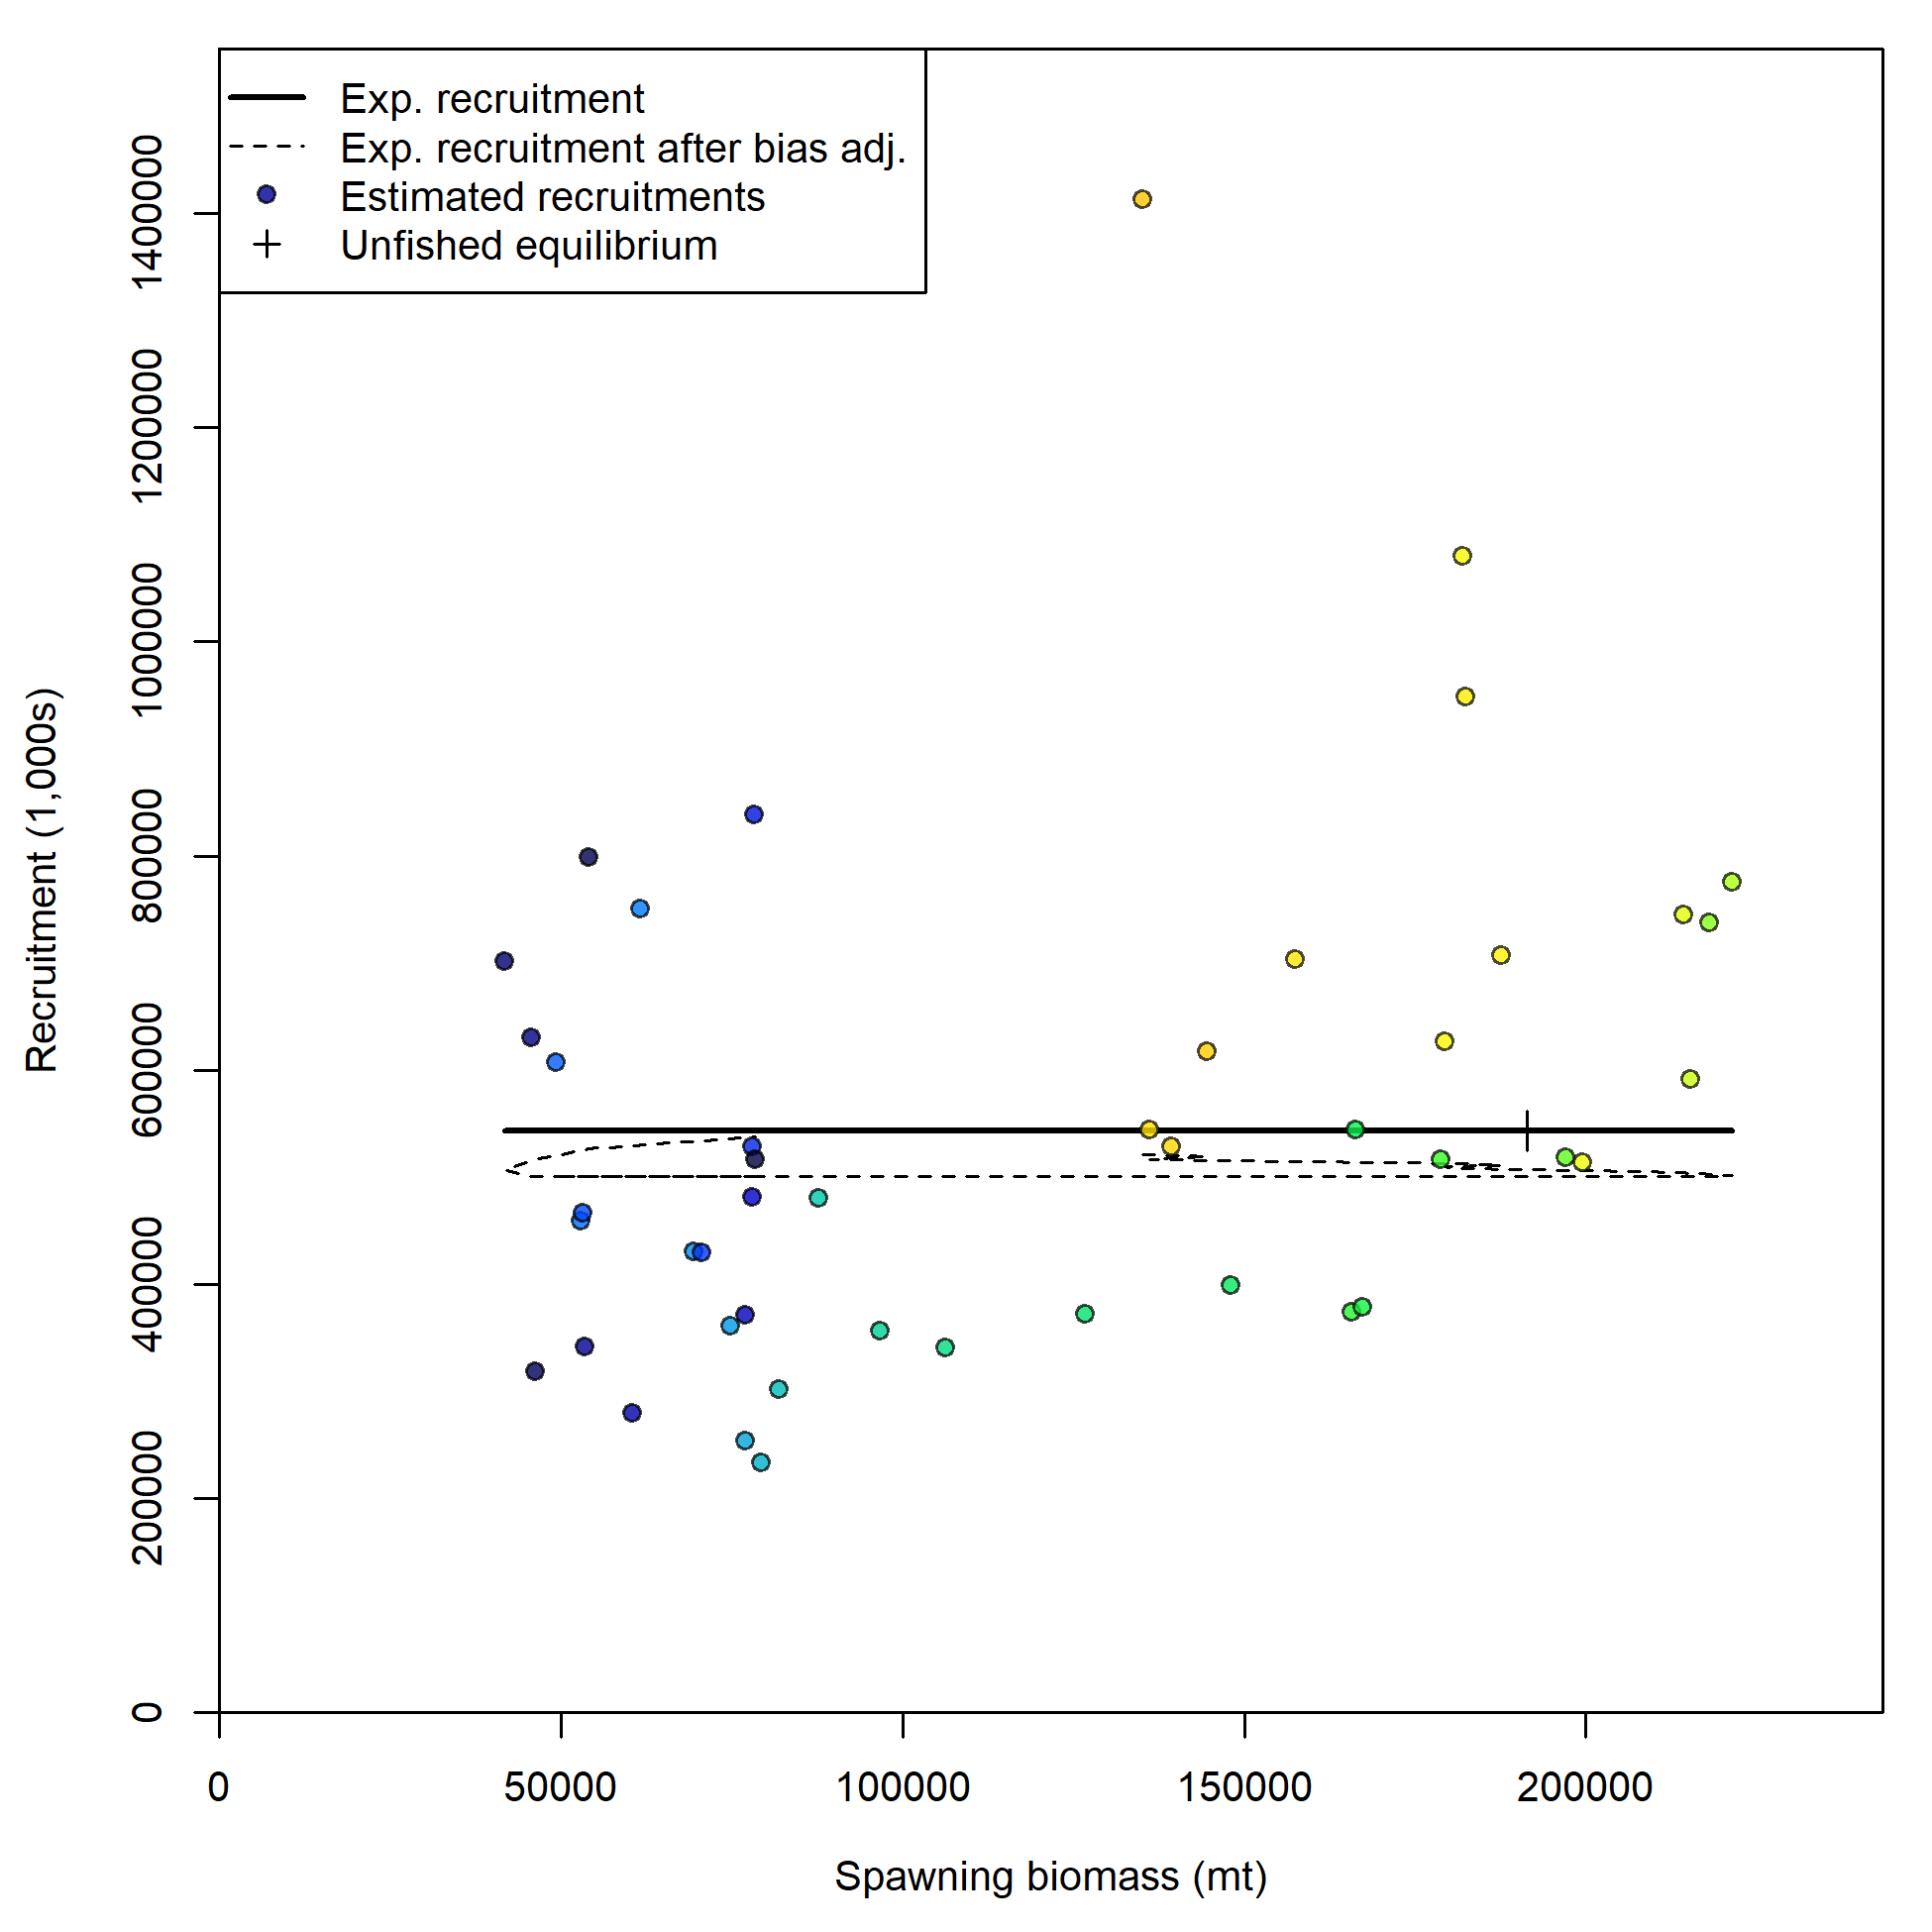 Exp. recruitment
Exp. recruitment after bias adj.
Estimated recruitments
Unfished equilibrium
Recruitment (1,000s)
1400000
1200000
1000000
800000
600000
400000
200000
0
0 50000 100000 150000 200000
Spawning biomass (mt)